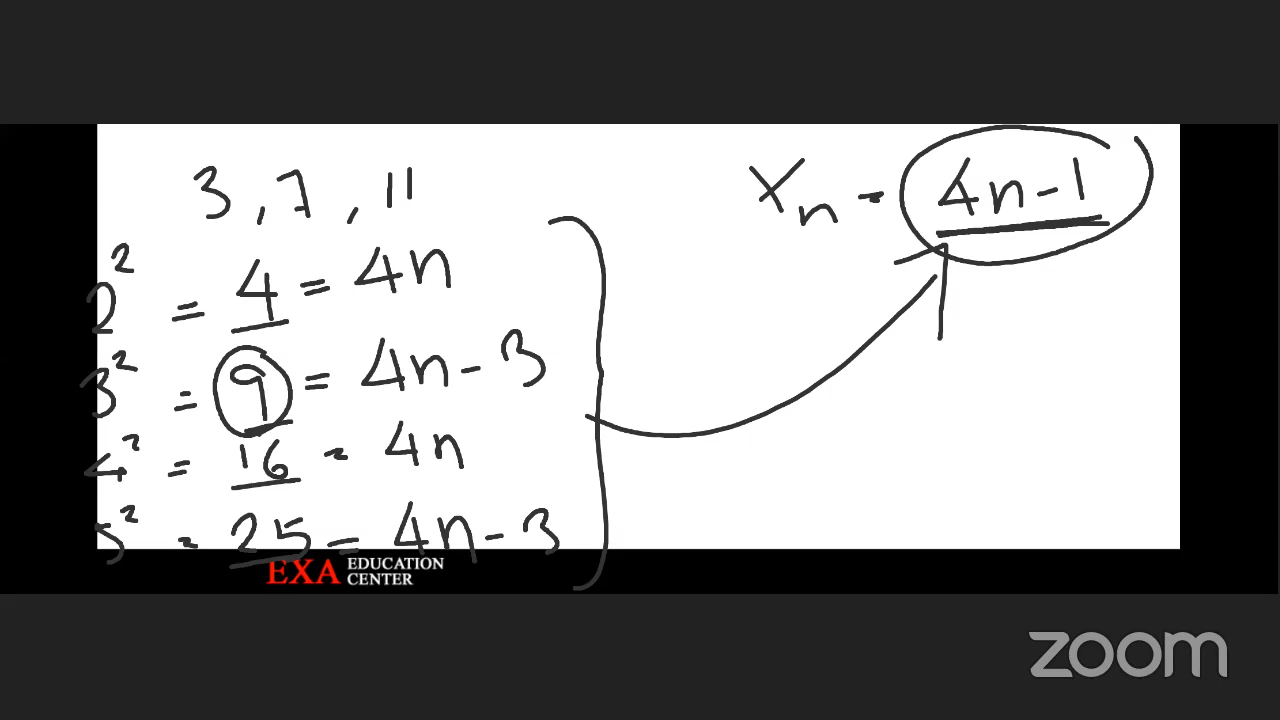 3, 7, 11
Xn = 4n-1
2² = 4 = 4n
3² = 9 = 4n-3
4² = 16 = 4n
5² = 25 = 4n-3
EXA EDUCATION
CENTER
zoom